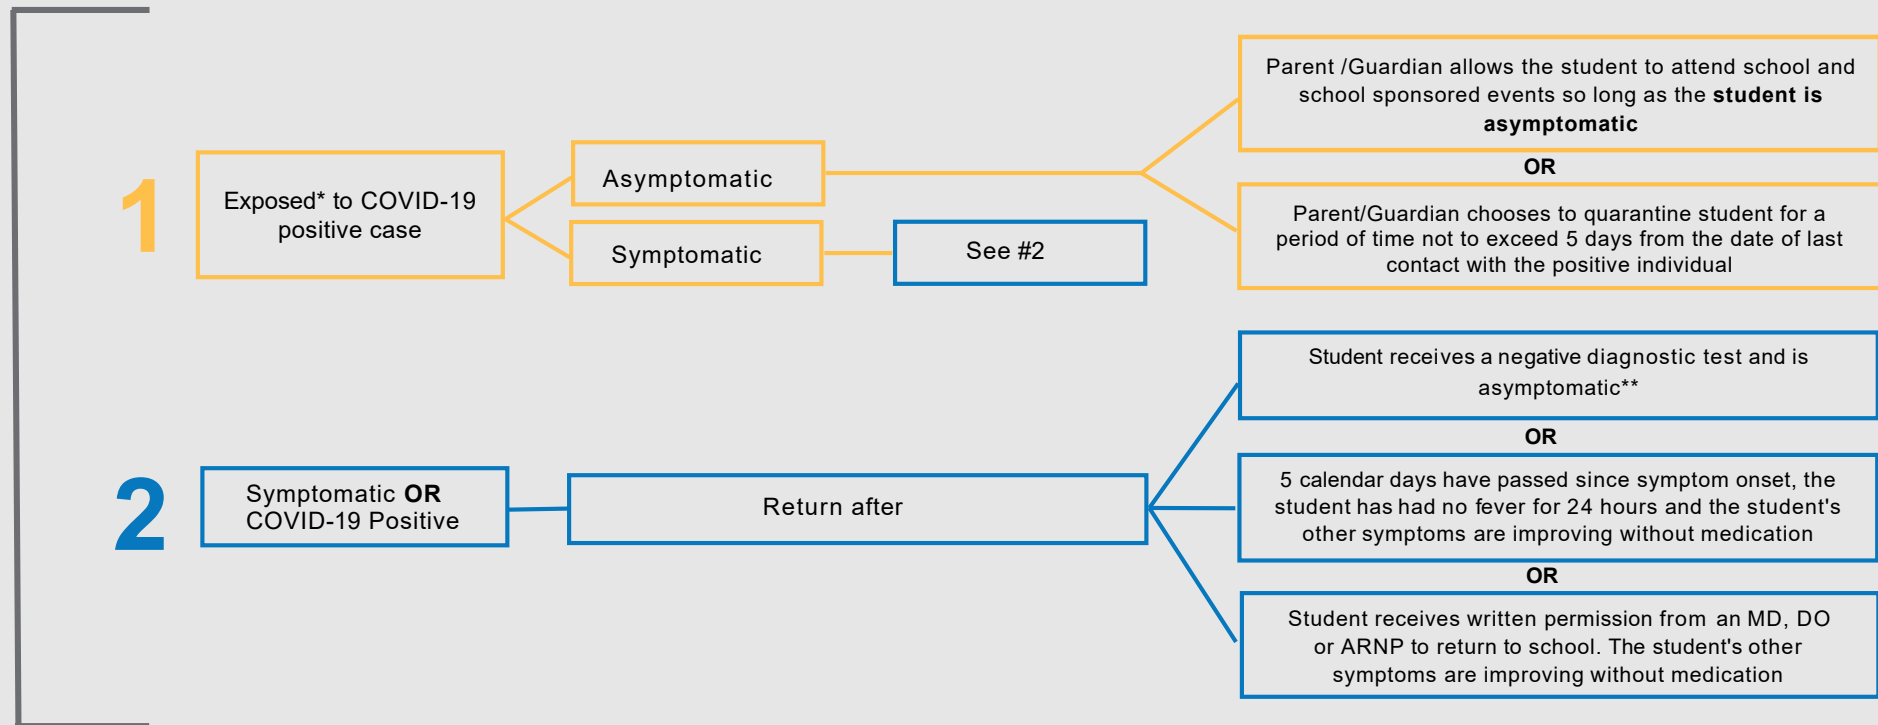 1
Exposed* to COVID-19
positive case
Asymptomatic
Symptomatic
See #2
Parent /Guardian allows the student to attend school and
school sponsored events so long as the student is
asymptomatic
OR
Parent/Guardian chooses to quarantine student for a
period of time not to exceed 5 days from the date of last
contact with the positive individual
2
Symptomatic OR
COVID-19 Positive
Return after
Student receives a negative diagnostic test and is
asymptomatic**
OR
5 calendar days have passed since symptom onset, the
student has had no fever for 24 hours and the student's
other symptoms are improving without medication
OR
Student receives written permission from an MD, DO
or ARNP to return to school. The student's other
symptoms are improving without medication